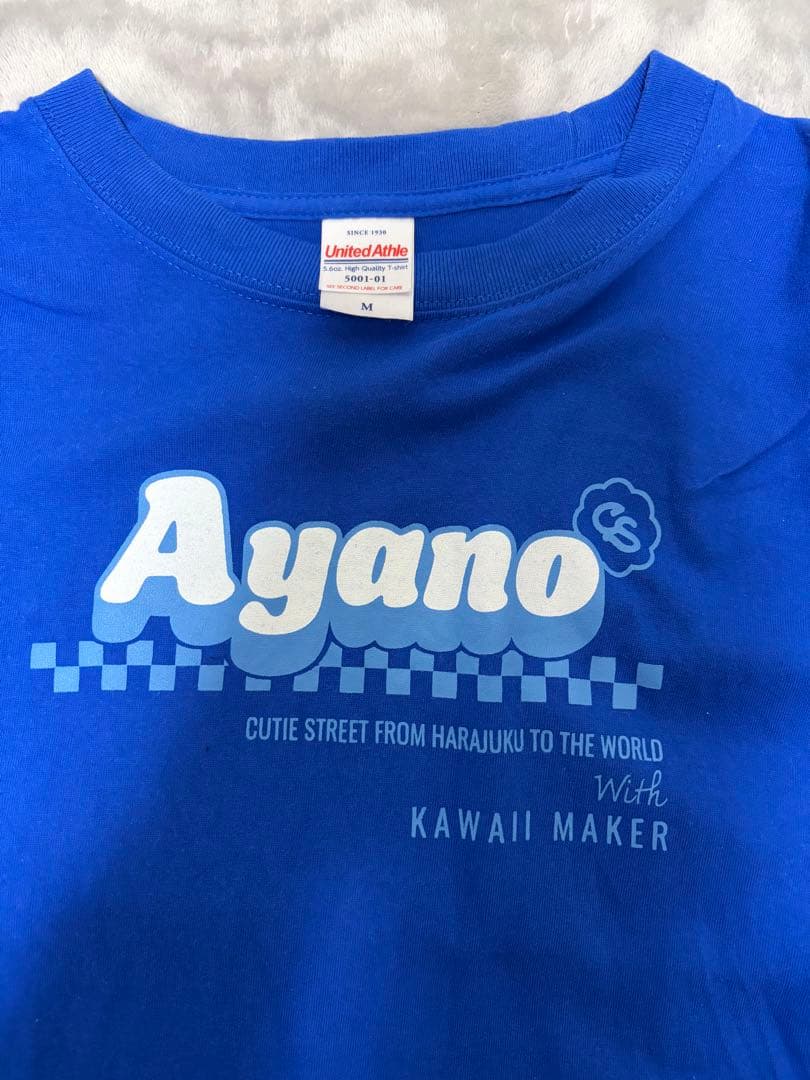 SINCE 1930
United Athle
5.6oz. High Quality T-shirt
5001-01
SEE SECOND LABEL FOR CARE
M
CS
Ayano
CUTIE STREET FROM HARAJUKU TO THE WORLD
With
KAWAII MAKER